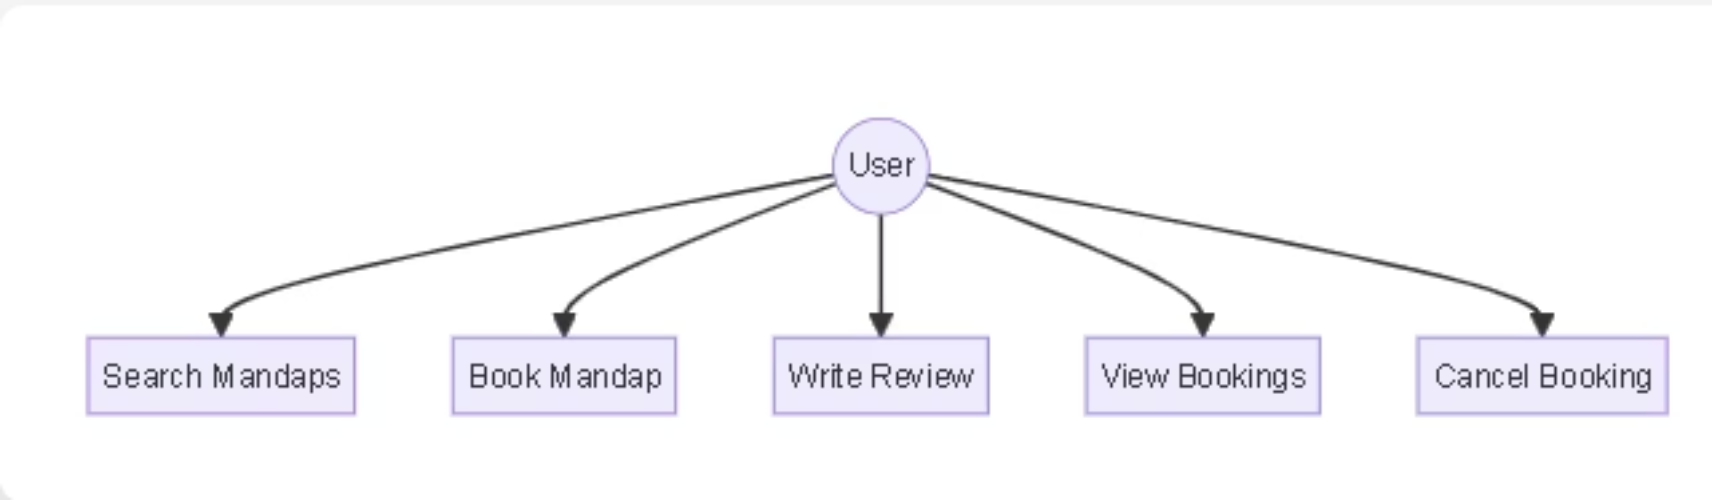 User
Search Mandaps
Book Mandap
Write Review
View Bookings
Cancel Booking